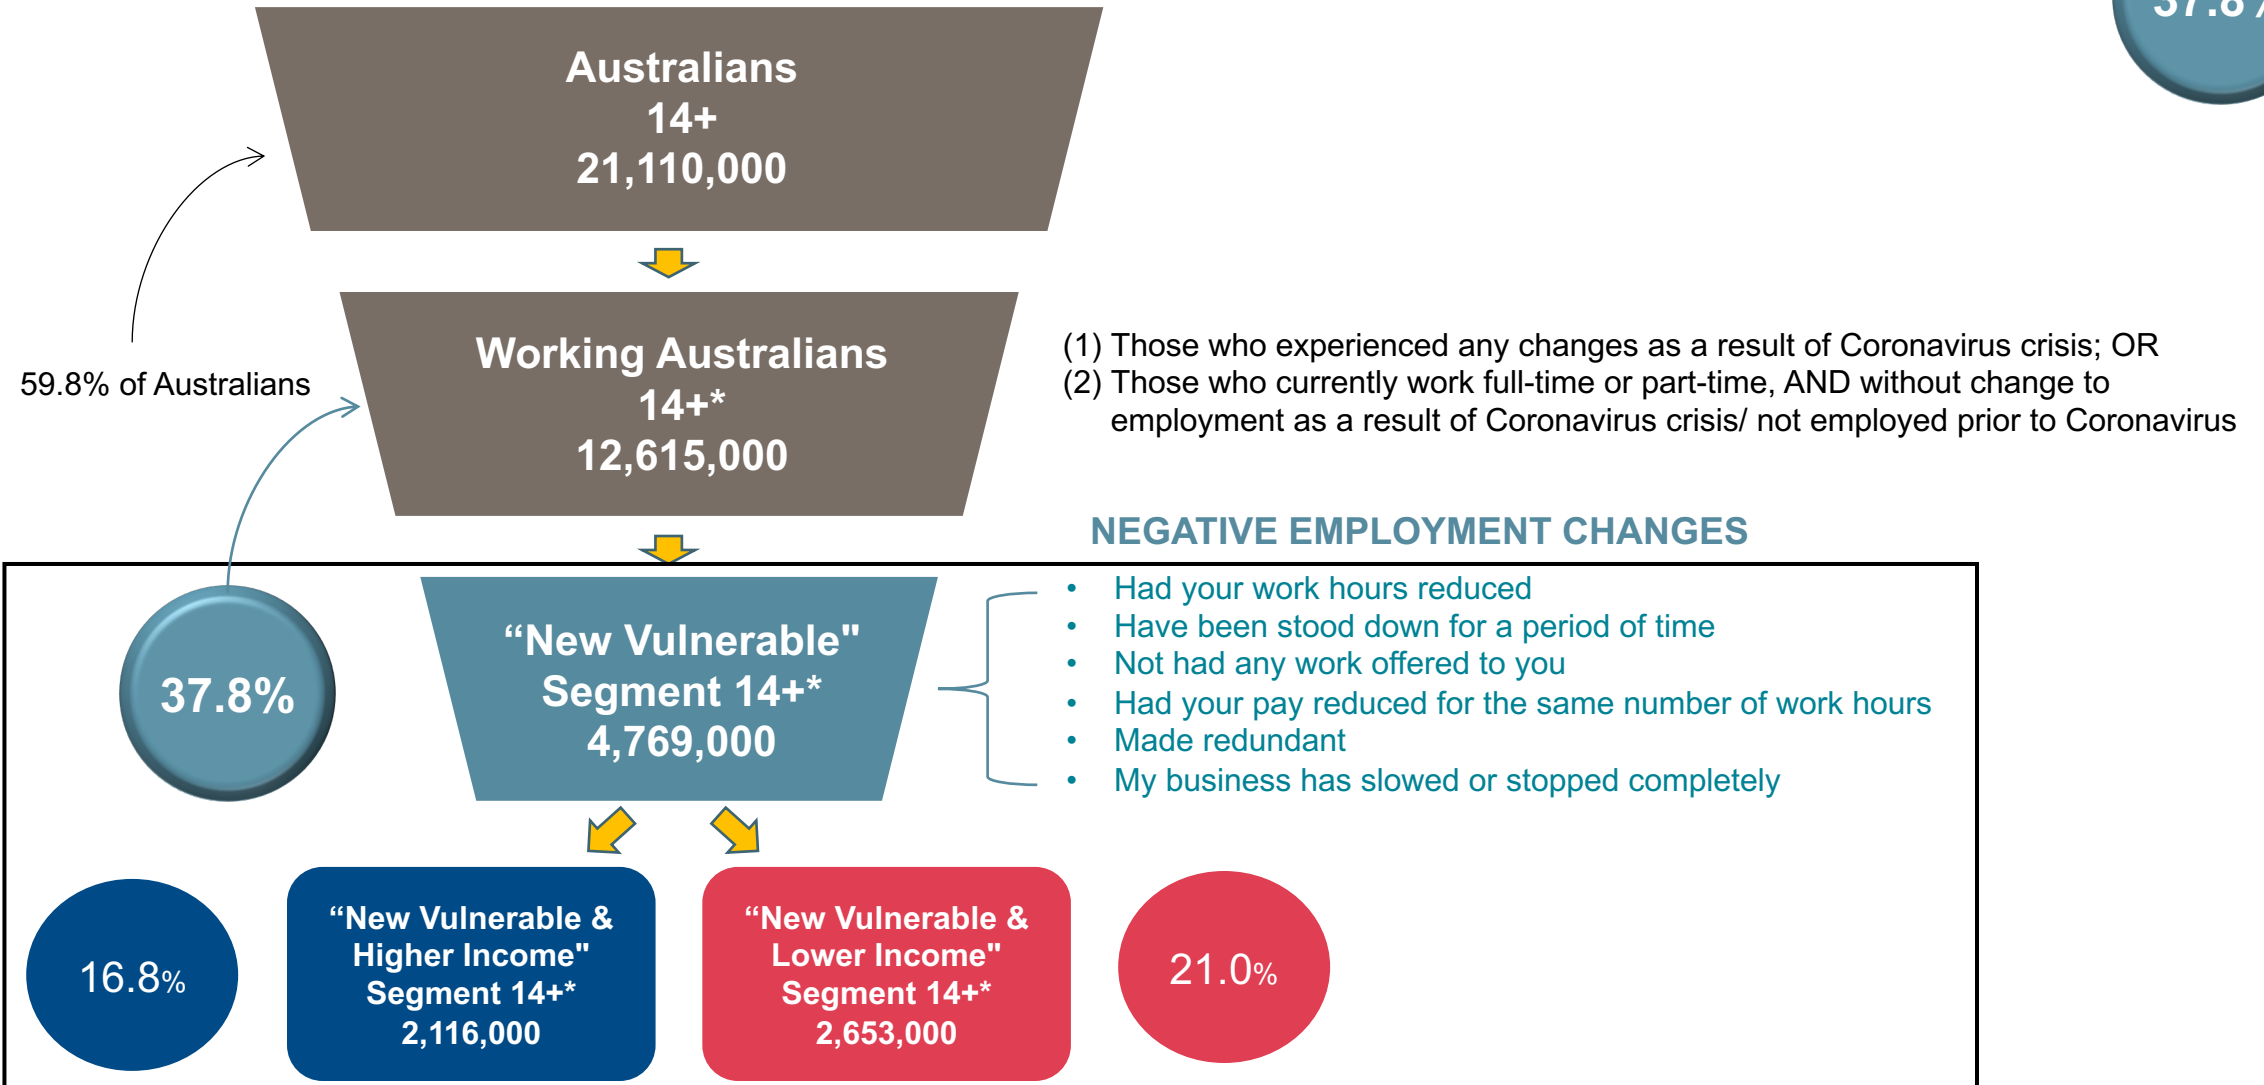 37.8%
Australians
14+
21,110,000
59.8% of Australians
Working Australians
14+*
12,615,000
(1) Those who experienced any changes as a result of Coronavirus crisis; OR
(2) Those who currently work full-time or part-time, AND without change to
employment as a result of Coronavirus crisis/ not employed prior to Coronavirus
NEGATIVE EMPLOYMENT CHANGES
37.8%
“New Vulnerable"
Segment 14+*
4,769,000
• Had your work hours reduced
• Have been stood down for a period of time
• Not had any work offered to you
• Had your pay reduced for the same number of work hours
• Made redundant
• My business has slowed or stopped completely
16.8%
“New Vulnerable &
Higher Income"
Segment 14+*
2,116,000
“New Vulnerable &
Lower Income"
Segment 14+*
2,653,000
21.0%